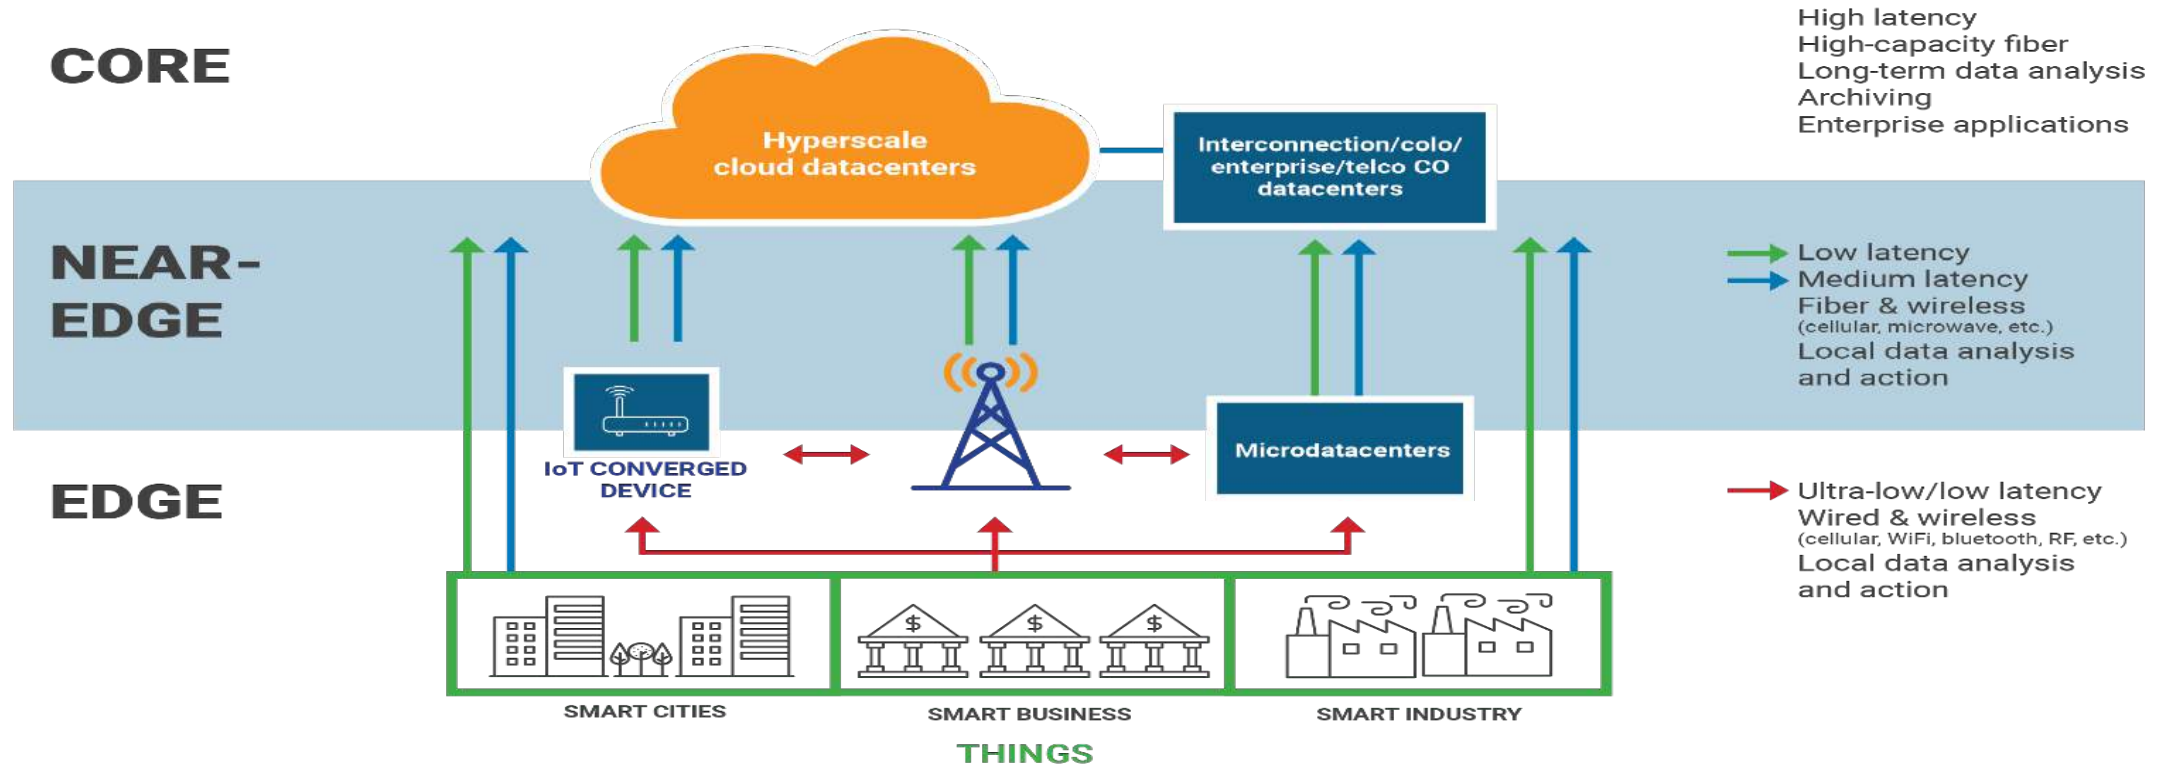 CORE
High latency
High-capacity fiber
Long-term data analysis
Archiving
Enterprise applications
Hyperscale
cloud datacenters
Interconnection/colo/
enterprise/telco CO
datacenters
NEAR-
EDGE
Low latency
Medium latency
Fiber & wireless
(cellular, microwave, etc.)
Local data analysis
and action
EDGE
IoT CONVERGED
DEVICE
Microdatacenters
Ultra-low/low latency
Wired & wireless
(cellular, WiFi, bluetooth, RF, etc.)
Local data analysis
and action
$ $ $
SMART CITIES
SMART BUSINESS
SMART INDUSTRY
THINGS